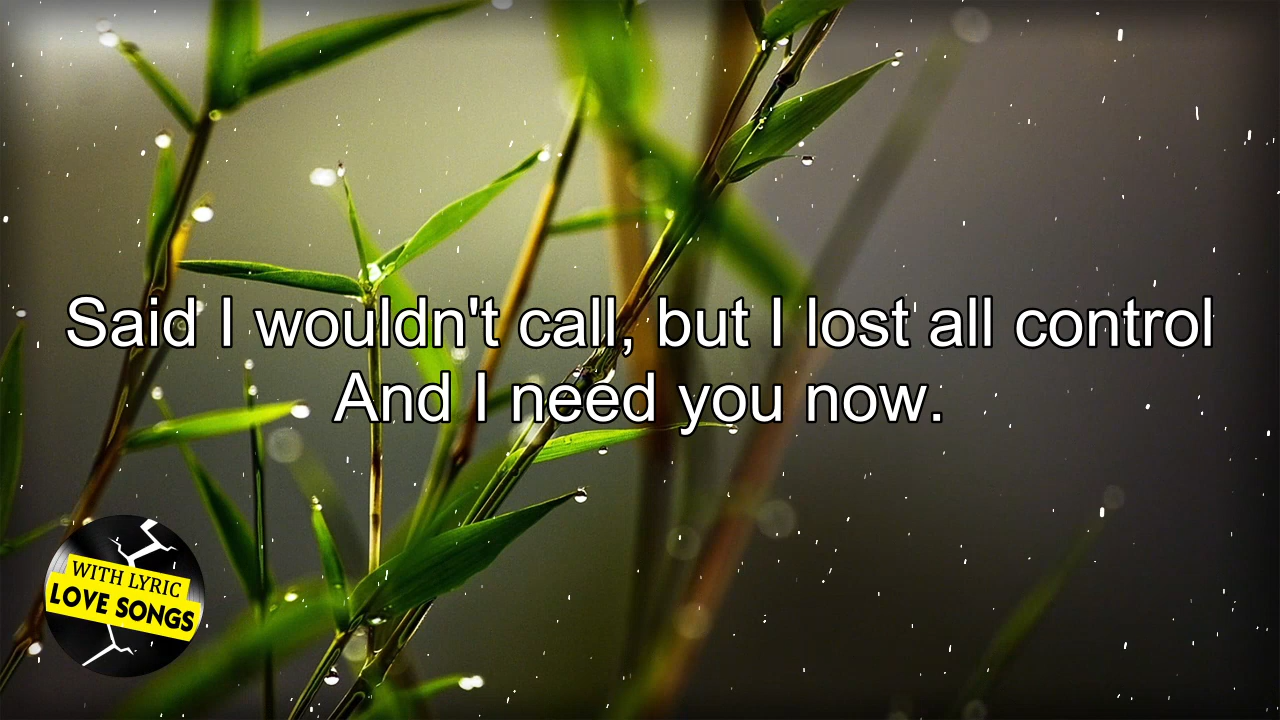 Said I wouldn't call, but I lost all control
And I need you now.
WITH LYRIC
LOVE SONGS